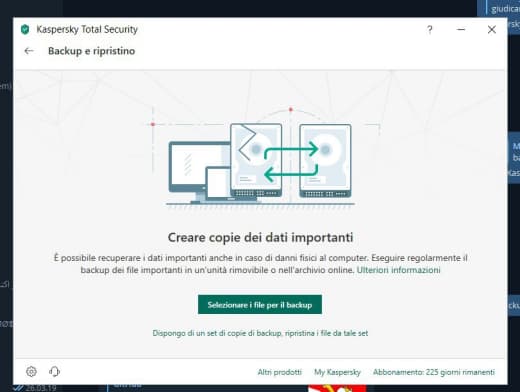 giudicar
Kaspersky Total Security
?
Backup e ripristino
Creare copie dei dati importanti
È possibile recuperare i dati importanti anche in caso di danni fisici al computer. Eseguire regolarmente il
backup dei file importanti in un'unità rimovibile o nell'archivio online. Ulteriori informazioni
Selezionare i file per il backup
Dispongo di un set di copie di backup, ripristina i file da tale set
Altri prodotti My Kaspersky Abbonamento: 225 giorni rimanenti
26.03.19